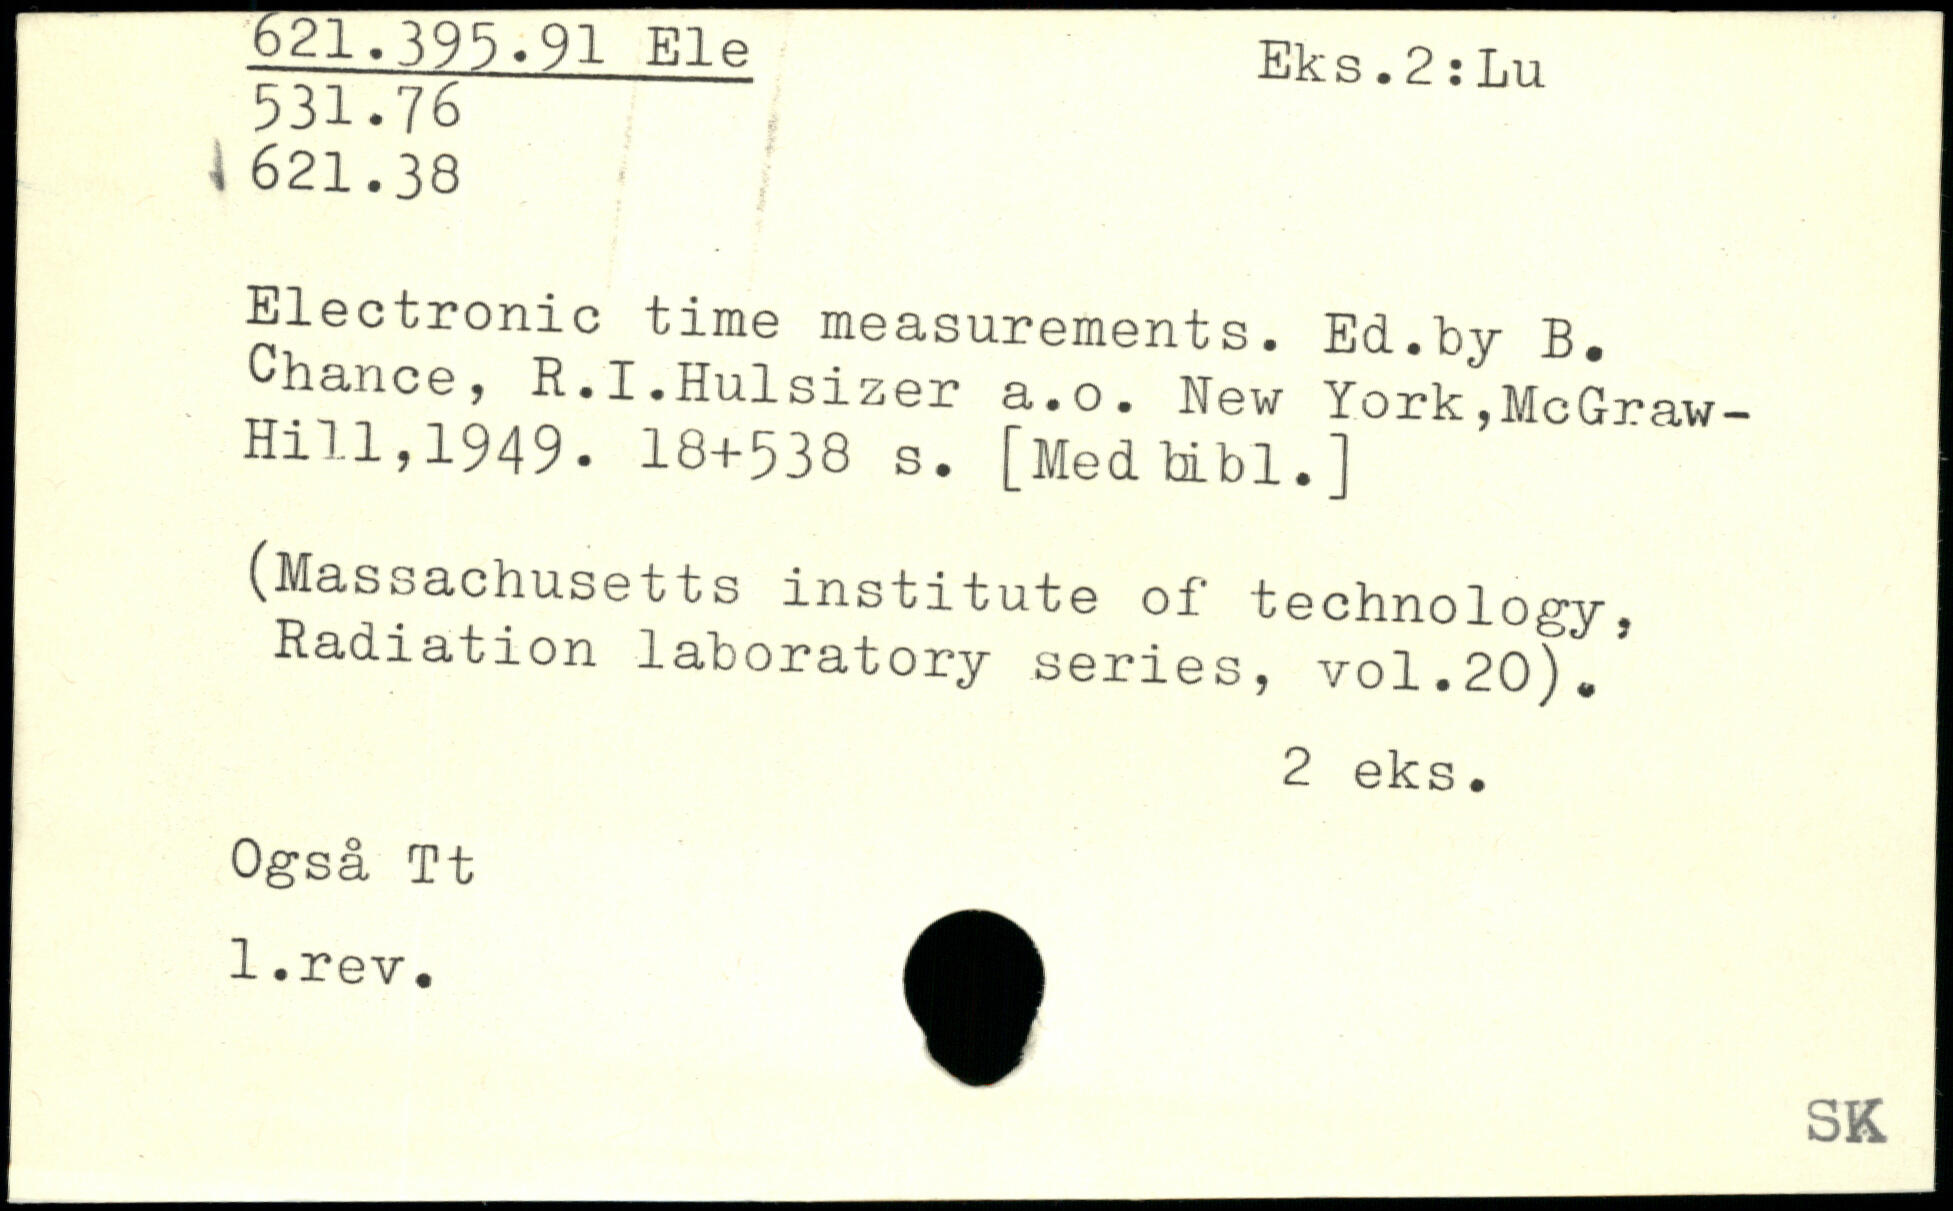 621.395.91 Ele
Eks.2:Lu
531.76
621.38
Electronic time measurements. Ed.by B.
Chance, R.I.Hulsizer a.o. New York,McGraw-
Hill,1949. 18+538 s. [Med bibl.]
(Massachusetts institute of technology,
Radiation laboratory series, vol.20).
2 eks.
Også Tt
1.rev.
SK